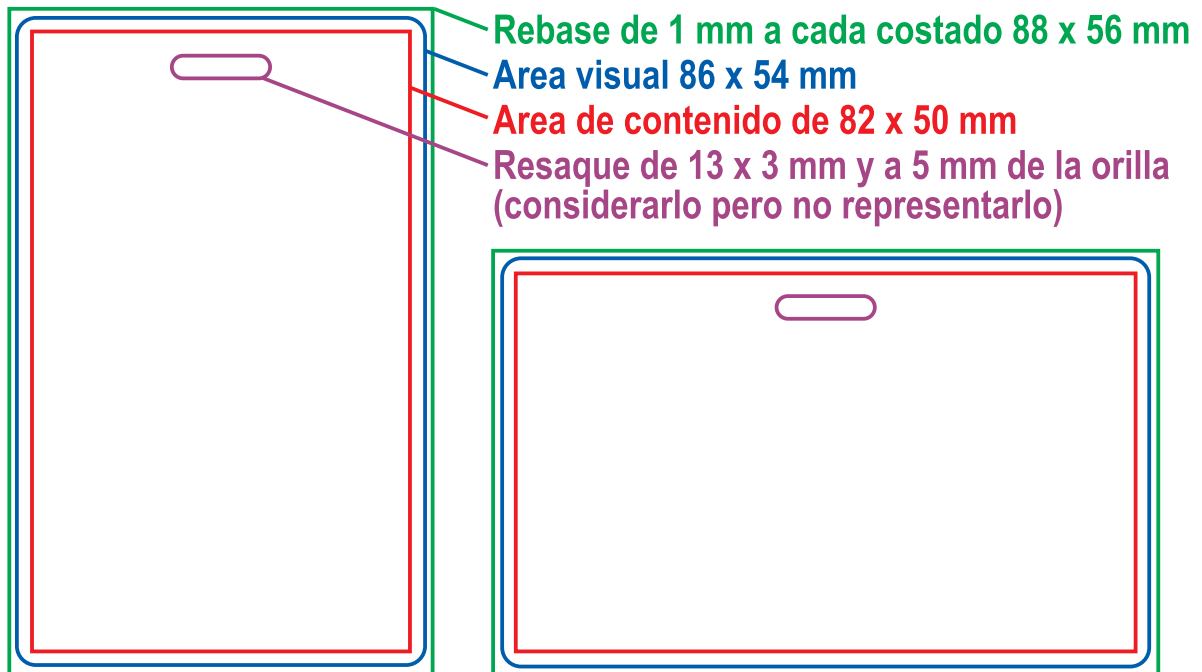 Rebase de 1 mm a cada costado 88 x 56 mm
Area visual 86 x 54 mm
Area de contenido de 82 x 50 mm
Resaque de 13 x 3 mm y a 5 mm de la orilla
(considerarlo pero no representarlo)